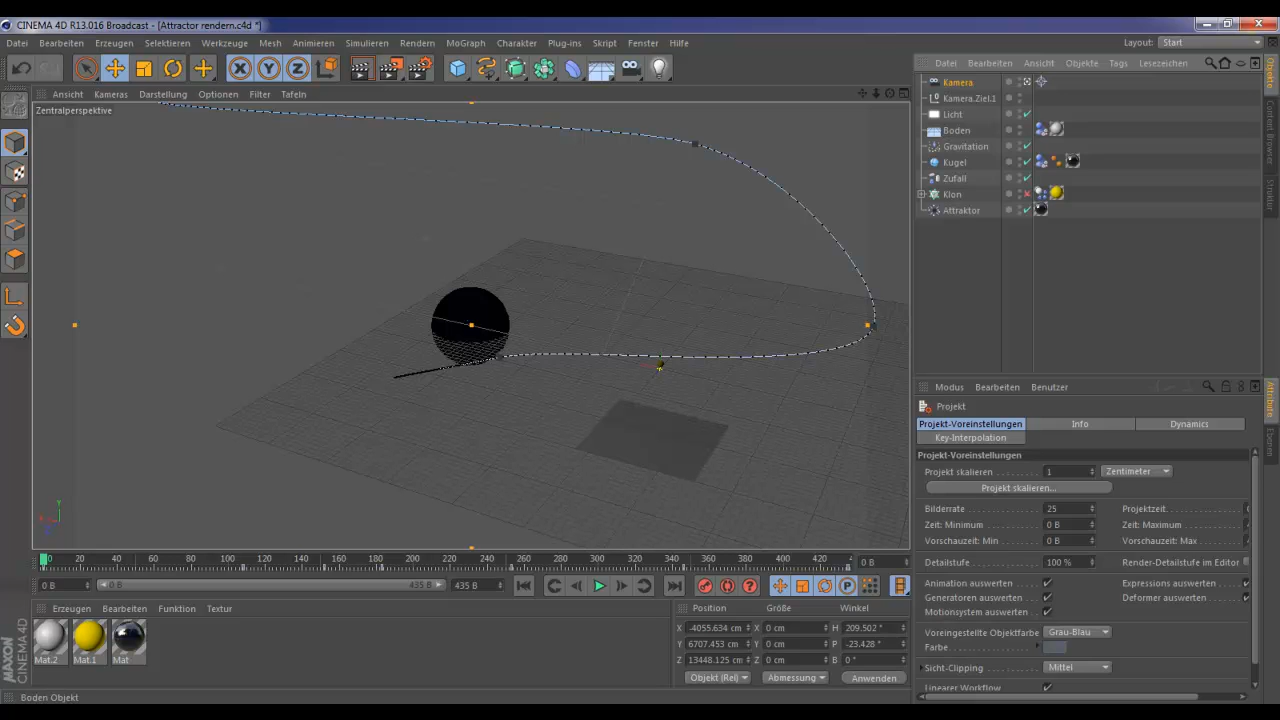 CINEMA 4D R13.016 Broadcast - [Attractor rendern.c4d *]
Datei Bearbeiten Erzeugen Selektieren Werkzeuge Mesh Animieren Simulieren Rendern MoGraph Charakter Plug-ins Skript Fenster Hilfe
Layout: Start
Datei Bearbeiten Ansicht Objekte Tags Lesezeichen
Ansicht Kameras Darstellung Optionen Filter Tafeln
Zentralperspektive
Kamera
Kamera.Ziel.1
Licht
Boden
Gravitation
Kugel
Zufall
Klon
Attraktor
Objekte
Content Browser
Struktur
Modus Bearbeiten Benutzer
Projekt
Projekt-Voreinstellungen Info Dynamics
Key-Interpolation
Projekt-Voreinstellungen
Projekt skalieren 1 Zentimeter
Projekt skalieren...
Bilderrate 25 Projektzeit:
Zeit: Minimum 0 B Zeit: Maximum
Vorschauzeit: Min 0 B Vorschauzeit: Max
Detailstufe 100 % Render-Detailstufe im Editor
Animation auswerten Expressions auswerten
Generatoren auswerten Deformer auswerten
Motionsystem auswerten
Voreingestellte Objektfarbe Grau-Blau
Farbe
Sicht-Clipping Mittel
Linearer Workflow
Attribute
Ebenen
Y
X
0 20 40 60 80 100 120 140 160 180 200 220 240 260 280 300 320 340 360 380 400 420 0 B
0 B 0 B 435 B 435 B
Erzeugen Bearbeiten Funktion Textur
Mat.2 Mat.1 Mat
Position Größe Winkel
X -4055.634 cm X 0 cm H 209.502 °
Y 6707.453 cm Y 0 cm P -23.428 °
Z 13448.125 cm Z 0 cm B 0 °
Objekt (Rel) Abmessung Anwenden
MAXON CINEMA 4D
Boden Objekt